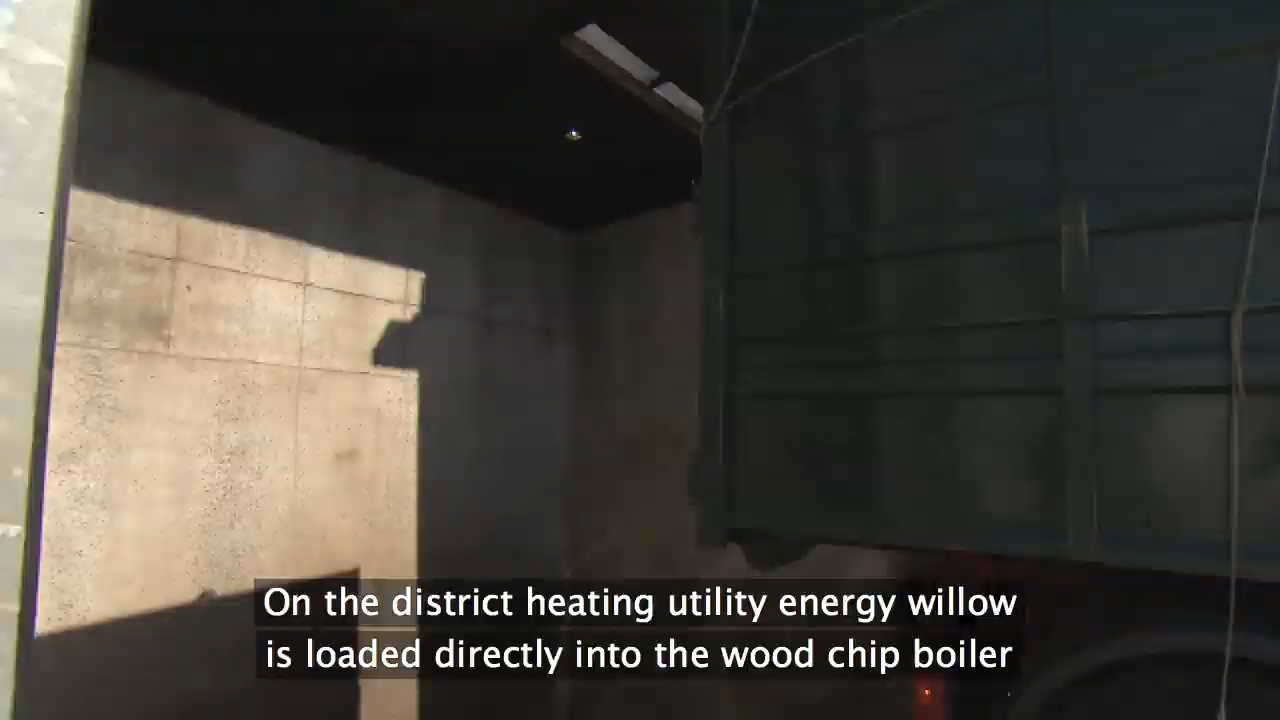 On the district heating utility energy willow
is loaded directly into the wood chip boiler